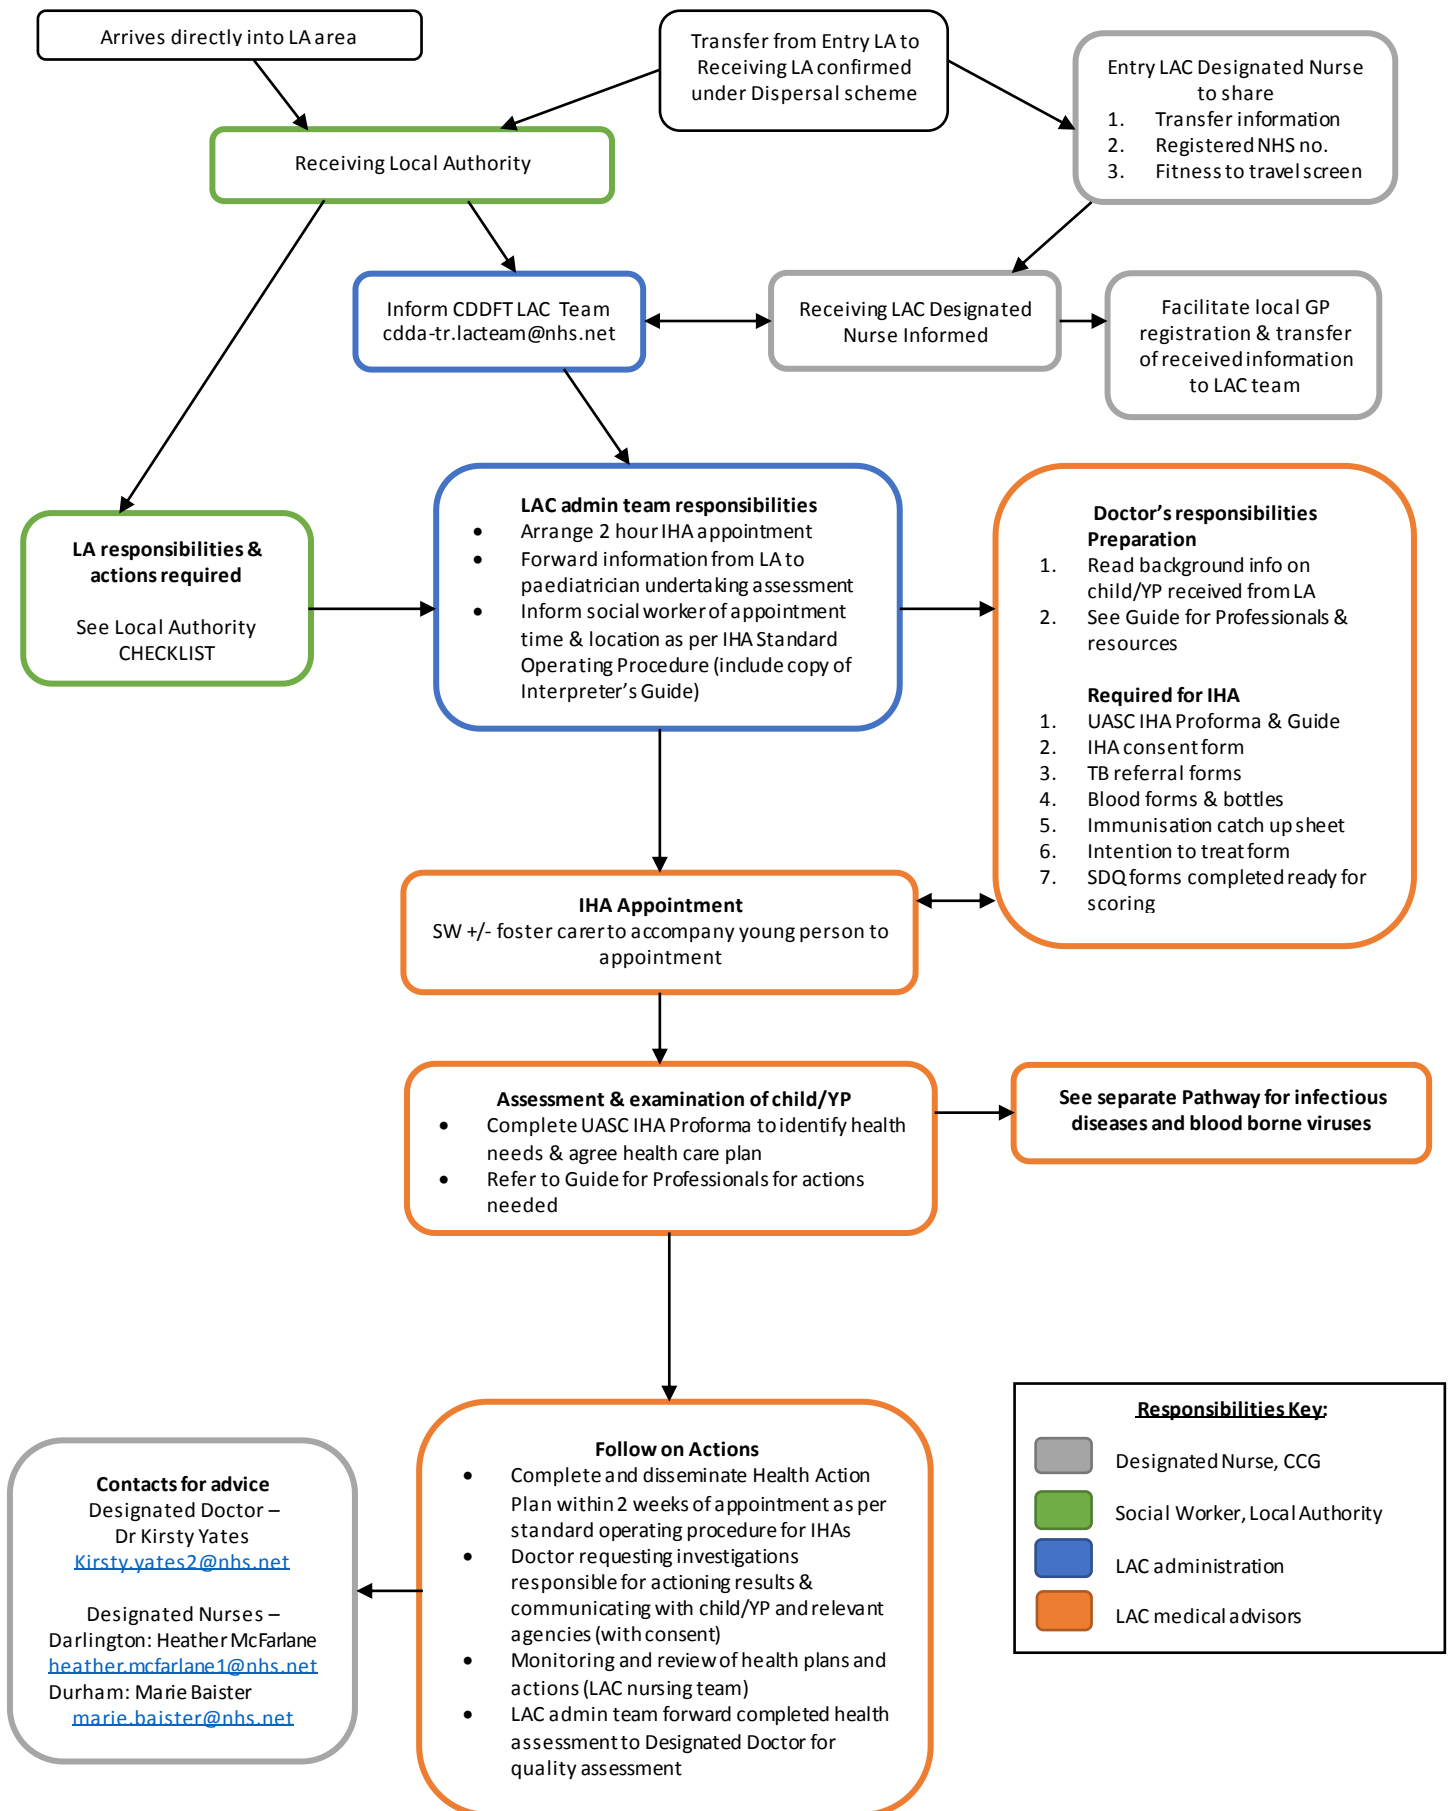 Arrives directly into LA area
Transfer from Entry LA to
Receiving LA confirmed
under Dispersal scheme
Entry LAC Designated Nurse
to share
1. Transfer information
2. Registered NHS no.
3. Fitness to travel screen
Receiving Local Authority
Inform CDDFT LAC Team
cdda-tr.lacteam@nhs.net
Receiving LAC Designated
Nurse Informed
Facilitate local GP
registration & transfer
of received information
to LAC team
LA responsibilities &
actions required
See Local Authority
CHECKLIST
LAC admin team responsibilities
• Arrange 2 hour IHA appointment
• Forward information from LA to
paediatrician undertaking assessment
• Inform social worker of appointment
time & location as per IHA Standard
Operating Procedure (include copy of
Interpreter's Guide)
Doctor's responsibilities
Preparation
1. Read background info on
child/YP received from LA
2. See Guide for Professionals &
resources
Required for IHA
1. UASC IHA Proforma & Guide
2. IHA consent form
3. TB referral forms
4. Blood forms & bottles
5. Immunisation catch up sheet
6. Intention to treat form
7. SDQ forms completed ready for
scoring
IHA Appointment
SW +/- foster carer to accompany young person to
appointment
Assessment & examination of child/YP
• Complete UASC IHA Proforma to identify health
needs & agree health care plan
• Refer to Guide for Professionals for actions
needed
See separate Pathway for infectious
diseases and blood borne viruses
Follow on Actions
• Complete and disseminate Health Action
Plan within 2 weeks of appointment as per
standard operating procedure for IHAs
• Doctor requesting investigations
responsible for actioning results &
communicating with child/YP and relevant
agencies (with consent)
• Monitoring and review of health plans and
actions (LAC nursing team)
• LAC admin team forward completed health
assessment to Designated Doctor for
quality assessment
Contacts for advice
Designated Doctor –
Dr Kirsty Yates
Kirsty.yates2@nhs.net
Designated Nurses –
Darlington: Heather McFarlane
heather.mcfarlane1@nhs.net
Durham: Marie Baister
marie.baister@nhs.net
Responsibilities Key:
Designated Nurse, CCG
Social Worker, Local Authority
LAC administration
LAC medical advisors